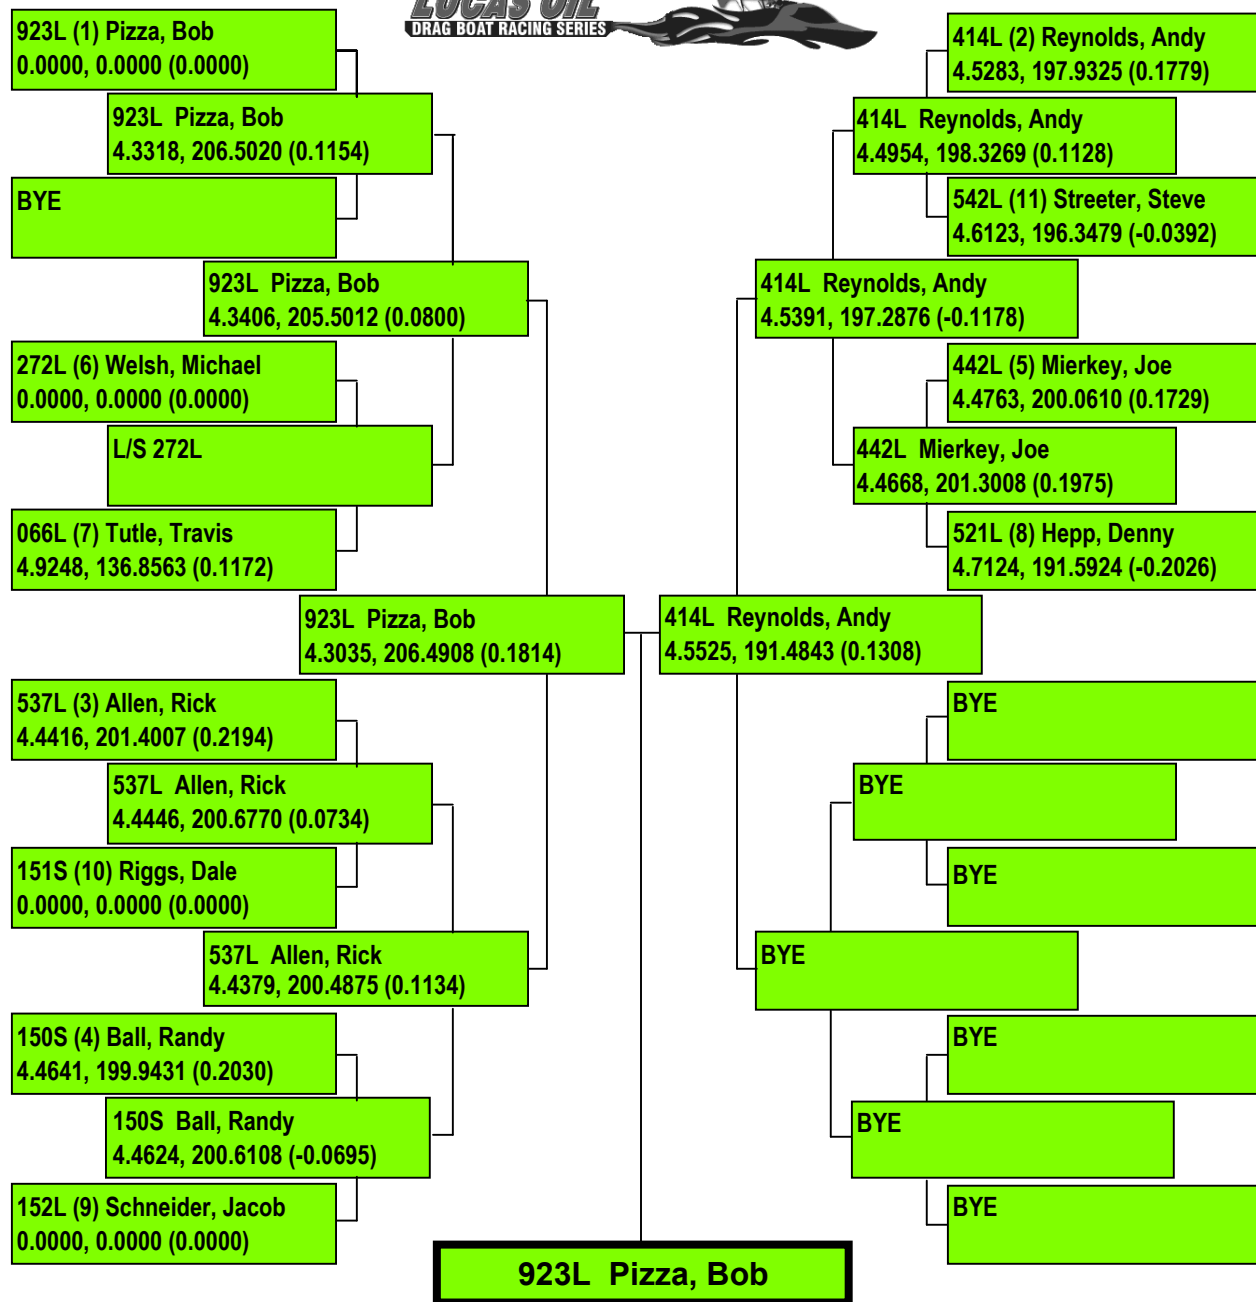 LUCAS OIL
DRAG BOAT RACING SERIES
923L (1) Pizza, Bob
0.0000, 0.0000 (0.0000)
923L Pizza, Bob
4.3318, 206.5020 (0.1154)
BYE
923L Pizza, Bob
4.3406, 205.5012 (0.0800)
272L (6) Welsh, Michael
0.0000, 0.0000 (0.0000)
L/S 272L
066L (7) Tutle, Travis
4.9248, 136.8563 (0.1172)
923L Pizza, Bob
4.3035, 206.4908 (0.1814)
537L (3) Allen, Rick
4.4416, 201.4007 (0.2194)
537L Allen, Rick
4.4446, 200.6770 (0.0734)
151S (10) Riggs, Dale
0.0000, 0.0000 (0.0000)
537L Allen, Rick
4.4379, 200.4875 (0.1134)
150S (4) Ball, Randy
4.4641, 199.9431 (0.2030)
150S Ball, Randy
4.4624, 200.6108 (-0.0695)
152L (9) Schneider, Jacob
0.0000, 0.0000 (0.0000)
414L (2) Reynolds, Andy
4.5283, 197.9325 (0.1779)
414L Reynolds, Andy
4.4954, 198.3269 (0.1128)
542L (11) Streeter, Steve
4.6123, 196.3479 (-0.0392)
414L Reynolds, Andy
4.5391, 197.2876 (-0.1178)
442L (5) Mierkey, Joe
4.4763, 200.0610 (0.1729)
442L Mierkey, Joe
4.4668, 201.3008 (0.1975)
521L (8) Hepp, Denny
4.7124, 191.5924 (-0.2026)
414L Reynolds, Andy
4.5525, 191.4843 (0.1308)
BYE
BYE
BYE
BYE
BYE
BYE
BYE
923L Pizza, Bob